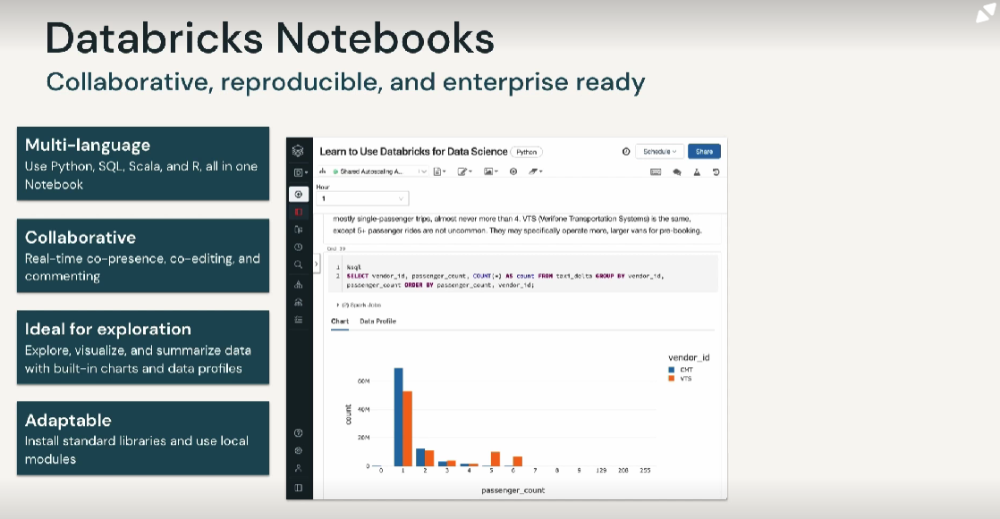 Databricks Notebooks
Collaborative, reproducible, and enterprise ready
Multi-language
Use Python, SQL, Scala, and R, all in one
Notebook
Collaborative
Real-time co-presence, co-editing, and
commenting
Ideal for exploration
Explore, visualize, and summarize data
with built-in charts and data profiles
Adaptable
Install standard libraries and use local
modules
Learn to Use Databricks for Data Science Python
Schedule Share
Shared Autoscaling A...
Hour
1
mostly single-passenger trips, almost never more than 4. VTS (Verifone Transportation Systems) is the same,
except 5+ passenger rides are not uncommon. They may specifically operate more, larger vans for pre-booking.
Cmd 19
1 %sql
2 SELECT vendor_id, passenger_count, COUNT(*) AS count FROM taxi_delta GROUP BY vendor_id,
passenger_count ORDER BY passenger_count, vendor_id;
(2) Spark Jobs
Chart Data Profile
vendor_id
CMT
VTS
60M
40M
20M
0
count
0 1 2 3 4 5 6 7 8 9 129 208 255
passenger_count